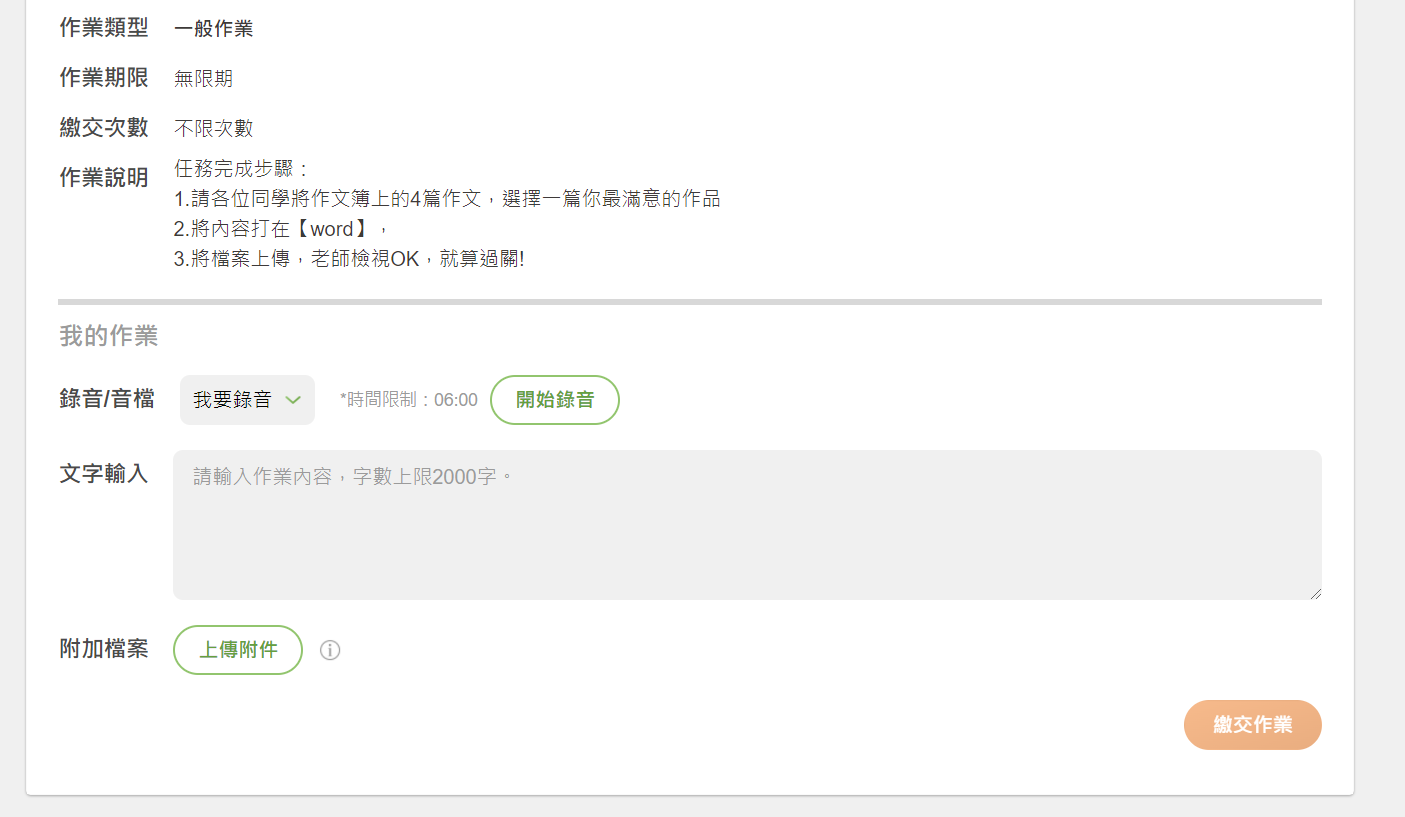 作業類型 一般作業
作業期限 無限期
繳交次數 不限次數
作業說明 任務完成步驟：
1.請各位同學將作文簿上的4篇作文，選擇一篇你最滿意的作品
2.將內容打在【word】，
3.將檔案上傳，老師檢視OK，就算過關!
我的作業
錄音/音檔 我要錄音 *時間限制：06:00 開始錄音
文字輸入 請輸入作業內容，字數上限2000字。
附加檔案 上傳附件
繳交作業